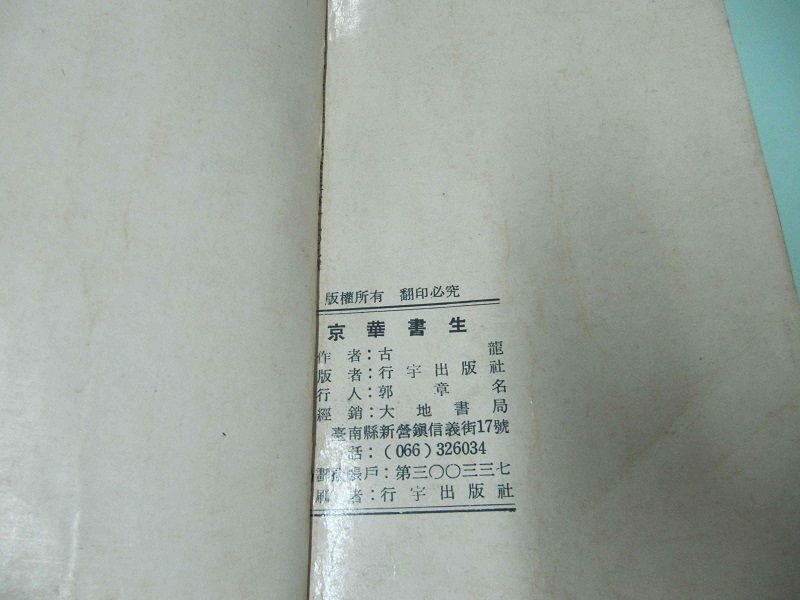 版權所有 翻印必究
京華書生
作者：古龍
版者：行宇出版社
行人：郭章名
經銷：大地書局
臺南縣新營鎮信義街17號
話：(066)326034
劃撥帳戶：第三〇〇三三七
刷者：行宇出版社